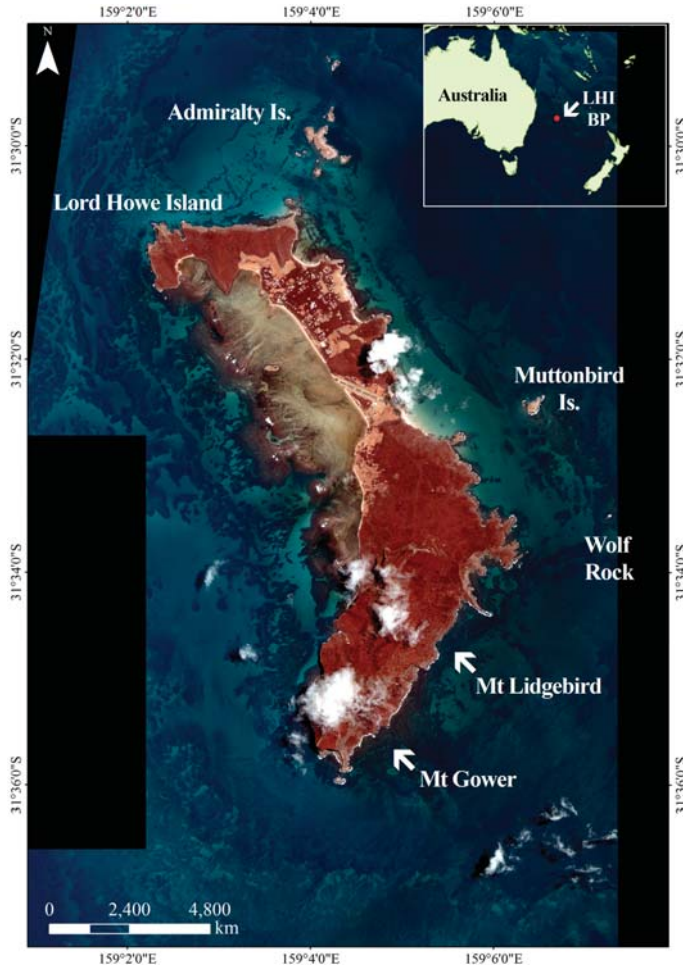 159°2'0"E 159°4'0"E 159°6'0"E
N
Admiralty Is.
Australia
LHI
BP
31°30'0"S 31°30'0"S
Lord Howe Island
31°32'0"S 31°32'0"S
Muttonbird
Is.
31°34'0"S 31°34'0"S
Wolf
Rock
Mt Lidgebird
Mt Gower
31°36'0"S 31°36'0"S
0 2,400 4,800
km
159°2'0"E 159°4'0"E 159°6'0"E